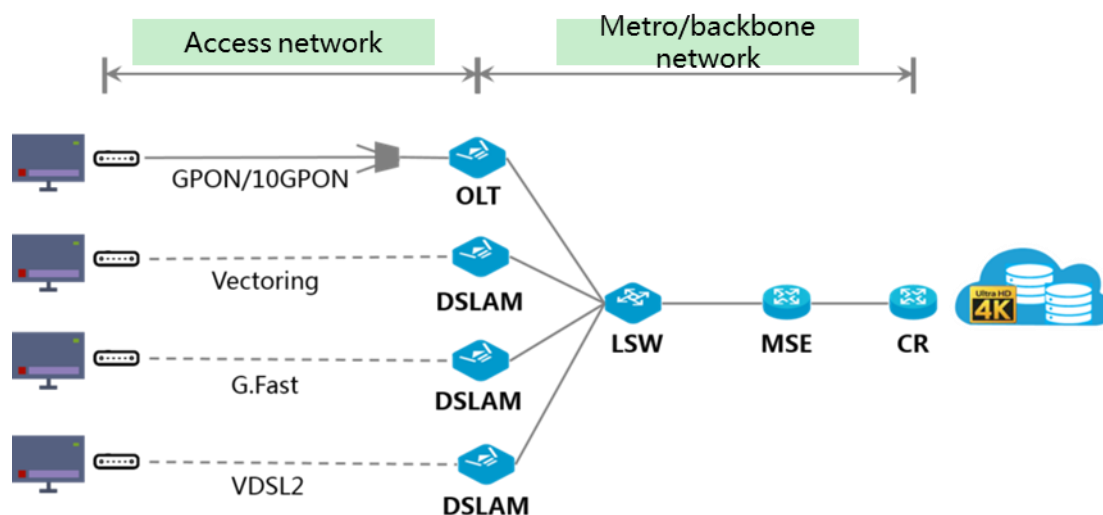 Access network
Metro/backbone
network
GPON/10GPON
OLT
Vectoring
DSLAM
G.Fast
DSLAM
VDSL2
DSLAM
LSW
MSE
CR
Ultra HD
4K